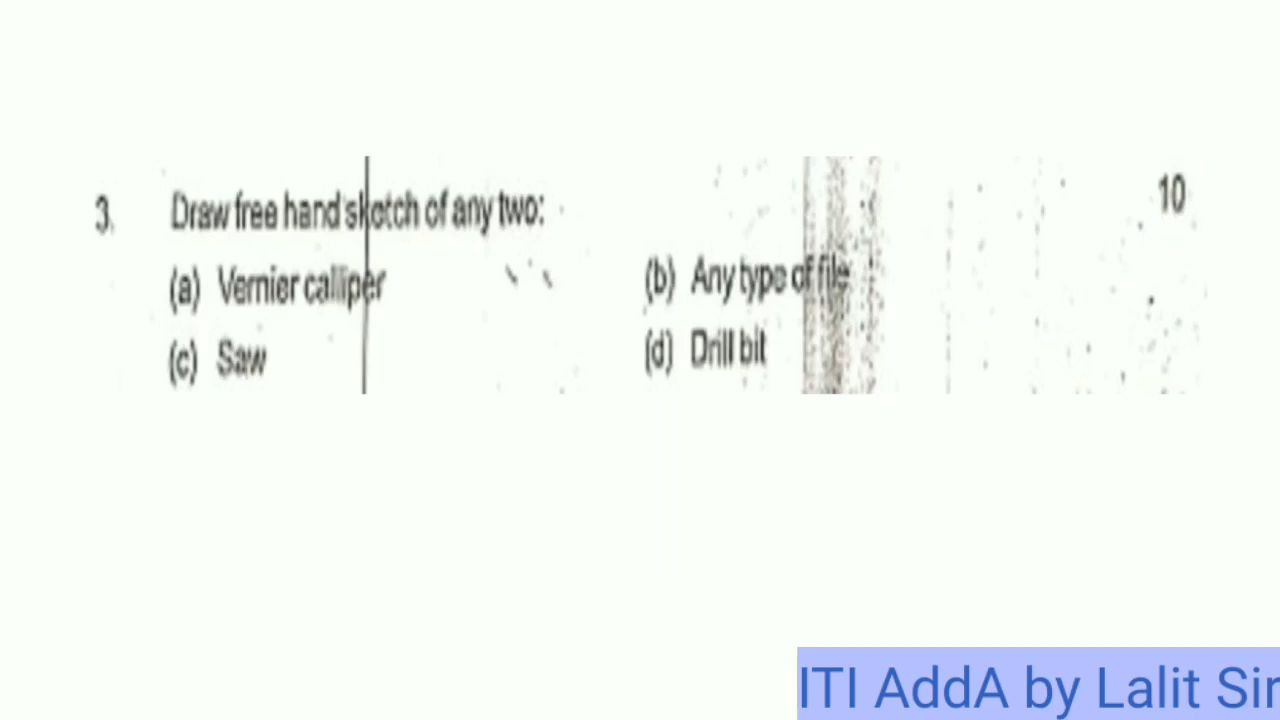 3. Draw free hand sketch of any two: 10
(a) Vernier calliper (b) Any type of file
(c) Saw (d) Drill bit
ITI AddA by Lalit Sir